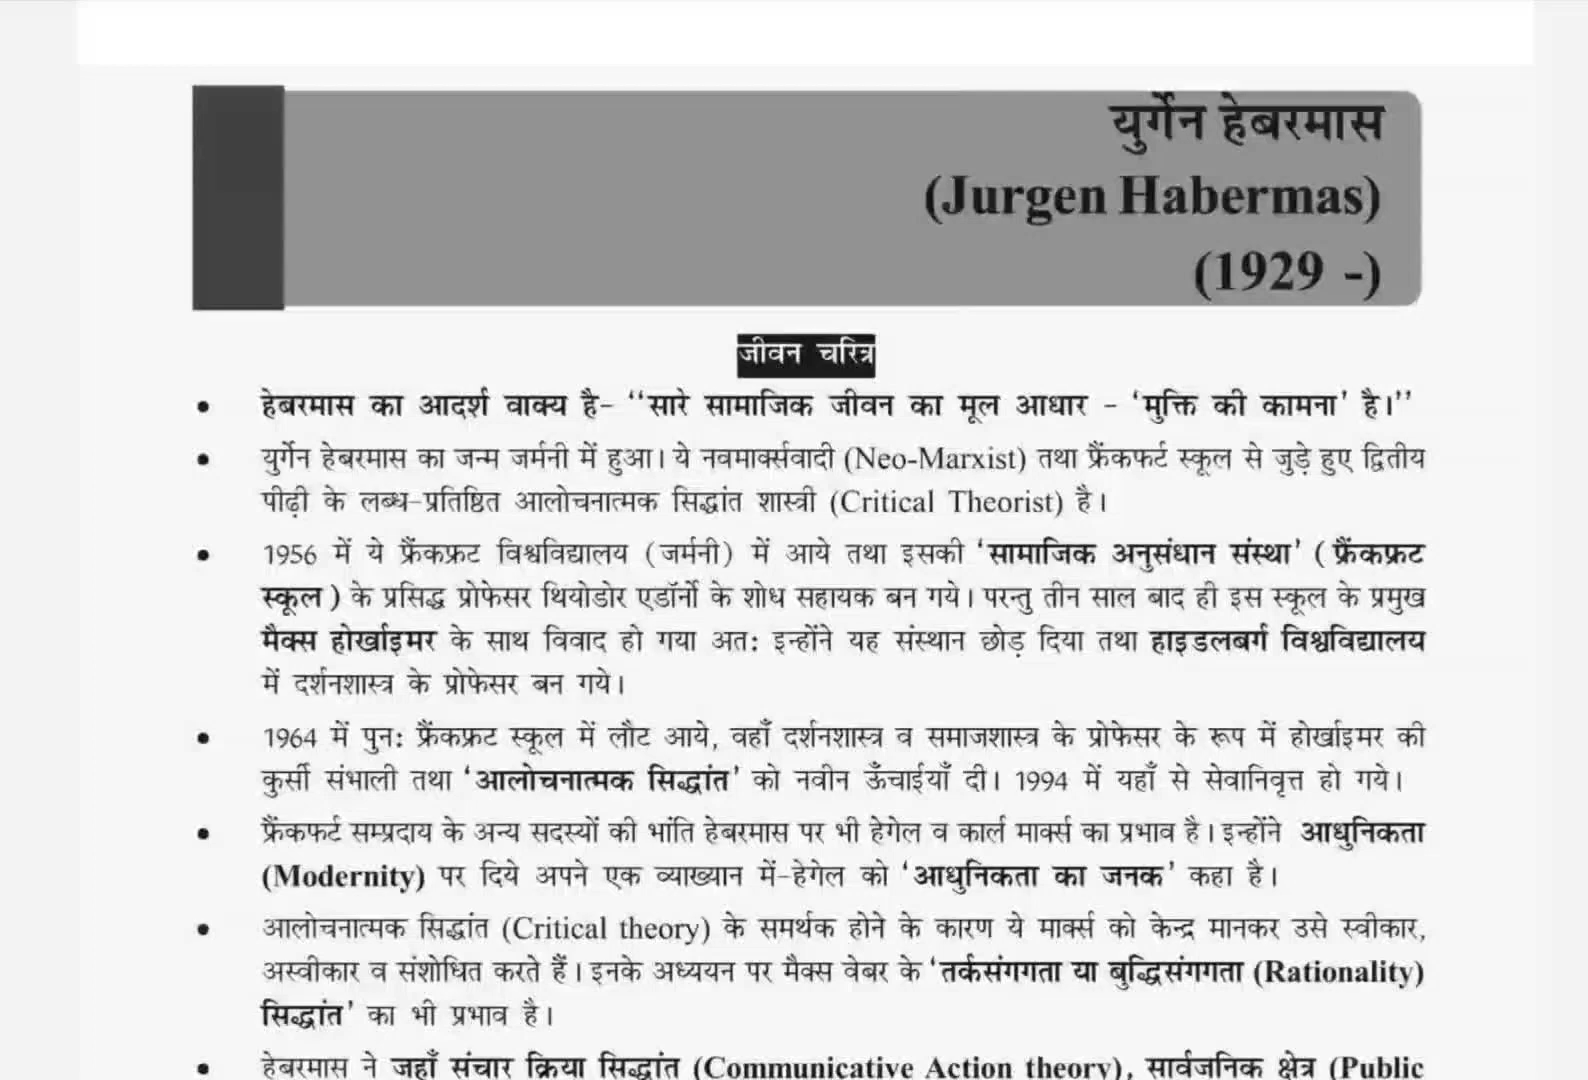 युर्गेन हेबरमास
(Jurgen Habermas)
(1929 -)
जीवन चरित्र
• हेबरमास का आदर्श वाक्य है- ‘‘सारे सामाजिक जीवन का मूल आधार - ‘मुक्ति की कामना’ है।’’
• युर्गेन हेबरमास का जन्म जर्मनी में हुआ। ये नवमार्क्सवादी (Neo-Marxist) तथा फ्रैंकफर्ट स्कूल से जुड़े हुए द्वितीय
पीढ़ी के लब्ध-प्रतिष्ठित आलोचनात्मक सिद्धांत शास्त्री (Critical Theorist) है।
• 1956 में ये फ्रैंकफ्रट विश्वविद्यालय (जर्मनी) में आये तथा इसकी ‘सामाजिक अनुसंधान संस्था’ (फ्रैंकफ्रट
स्कूल) के प्रसिद्ध प्रोफेसर थियोडोर एडॉर्नो के शोध सहायक बन गये। परन्तु तीन साल बाद ही इस स्कूल के प्रमुख
मैक्स होर्खाइमर के साथ विवाद हो गया अतः इन्होंने यह संस्थान छोड़ दिया तथा हाइडलबर्ग विश्वविद्यालय
में दर्शनशास्त्र के प्रोफेसर बन गये।
• 1964 में पुनः फ्रैंकफ्रट स्कूल में लौट आये, वहाँ दर्शनशास्त्र व समाजशास्त्र के प्रोफेसर के रूप में होर्खाइमर की
कुर्सी संभाली तथा ‘आलोचनात्मक सिद्धांत’ को नवीन ऊँचाईयाँ दी। 1994 में यहाँ से सेवानिवृत्त हो गये।
• फ्रैंकफर्ट सम्प्रदाय के अन्य सदस्यों की भांति हेबरमास पर भी हेगेल व कार्ल मार्क्स का प्रभाव है। इन्होंने आधुनिकता
(Modernity) पर दिये अपने एक व्याख्यान में-हेगेल को ‘आधुनिकता का जनक’ कहा है।
• आलोचनात्मक सिद्धांत (Critical theory) के समर्थक होने के कारण ये मार्क्स को केन्द्र मानकर उसे स्वीकार,
अस्वीकार व संशोधित करते हैं। इनके अध्ययन पर मैक्स वेबर के ‘तर्कसंगगता या बुद्धिसंगगता (Rationality)
सिद्धांत’ का भी प्रभाव है।
• हेबरमास ने जहाँ संचार क्रिया सिद्धांत (Communicative Action theory), सार्वजनिक क्षेत्र (Public